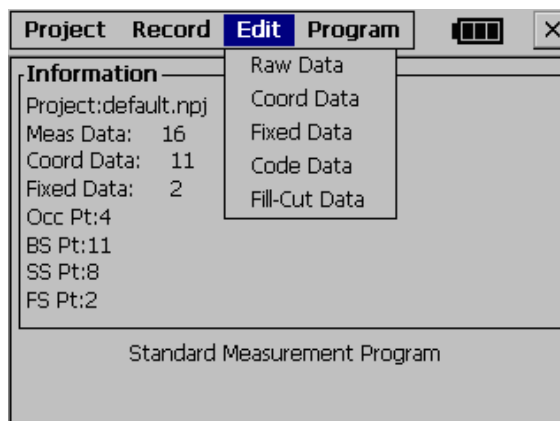 Project Record Edit Program
Raw Data
Coord Data
Fixed Data
Code Data
Fill-Cut Data
Information
Project:default.npj
Meas Data: 16
Coord Data: 11
Fixed Data: 2
Occ Pt:4
BS Pt:11
SS Pt:8
FS Pt:2
Standard Measurement Program